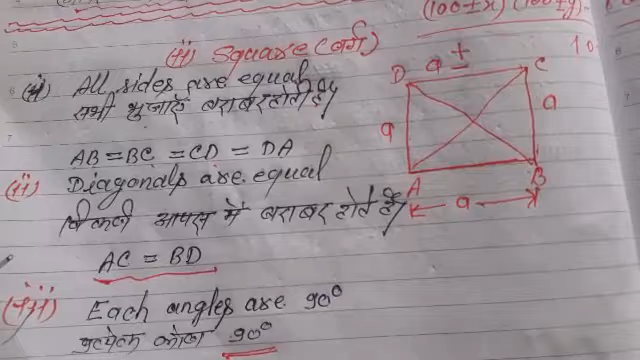 (100±x) (100±y)
(ii) Square (वर्ग)
10
(i) All sides are equal
सभी भुजाएँ बराबर होती हैं
D a C
a a
AB = BC = CD = DA
(ii) Diagonals are equal
A B
a
विकर्ण आपस में बराबर होते हैं
AC = BD
(iii) Each angles are 90°
प्रत्येक कोण 90°